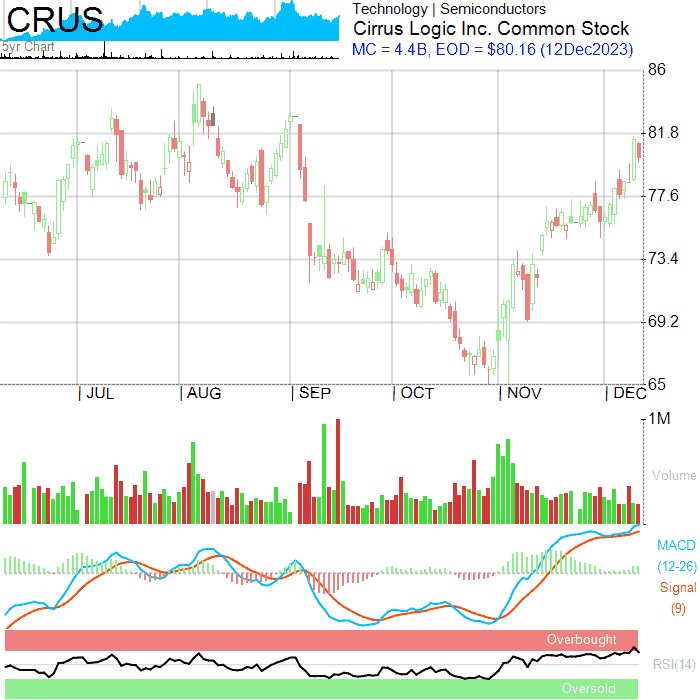 CRUS
5yr Chart
Technology | Semiconductors
Cirrus Logic Inc. Common Stock
MC = 4.4B, EOD = $80.16 (12Dec2023)
86
81.8
77.6
73.4
69.2
65
| JUL | AUG | SEP | OCT | NOV | DEC
1M
Volume
MACD
(12-26)
Signal
(9)
Overbought
RSI(14)
Oversold